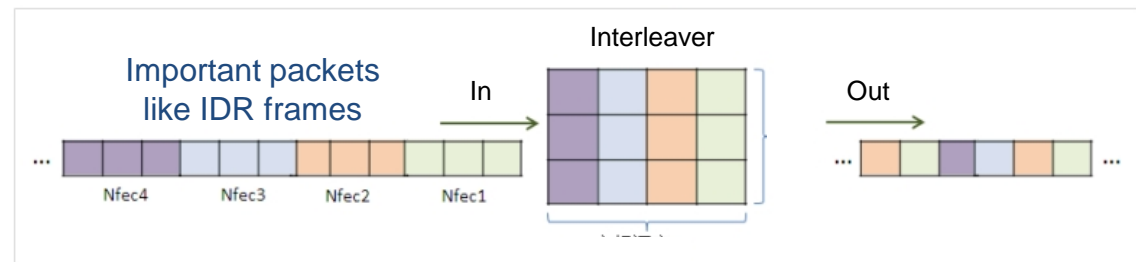 Interleaver
Important packets
like IDR frames
In
Out
...
...
...
Nfec4
Nfec3
Nfec2
Nfec1